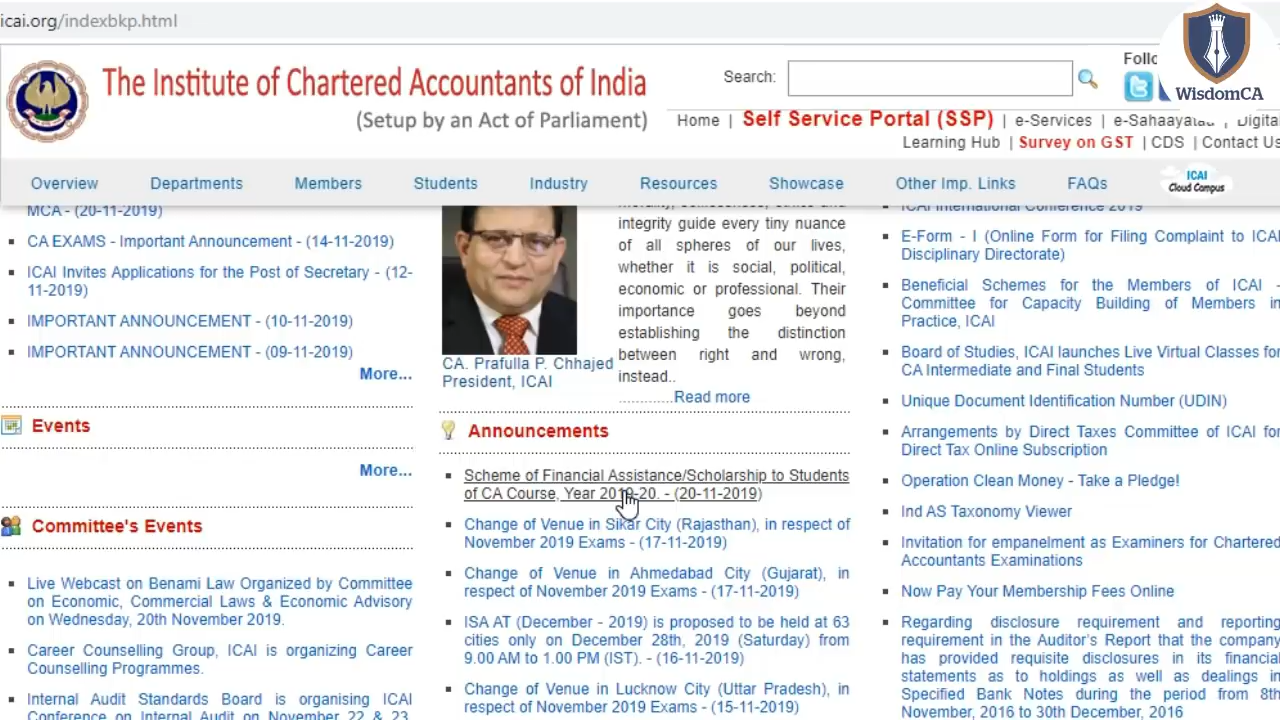 icai.org/indexbkp.html
The Institute of Chartered Accountants of India
(Setup by an Act of Parliament)
Search:
WisdomCA
Home | Self Service Portal (SSP) | e-Services |
Learning Hub | Survey on GST | CDS | Contact Us
Overview
Departments
Members
Students
Industry
Resources
Showcase
Other Imp. Links
FAQs
ICAI
Cloud Campus
MCA - (20-11-2019)
CA EXAMS - Important Announcement - (14-11-2019)
ICAI Invites Applications for the Post of Secretary - (12-
11-2019)
IMPORTANT ANNOUNCEMENT - (10-11-2019)
IMPORTANT ANNOUNCEMENT - (09-11-2019)
More...
Events
More...
Committee's Events
Live Webcast on Benami Law Organized by Committee
on Economic, Commercial Laws & Economic Advisory
on Wednesday, 20th November 2019.
Career Counselling Group, ICAI is organizing Career
Counselling Programmes.
Internal Audit Standards Board is organising ICAI
Conference on Internal Audit on November 22 & 23,
integrity guide every tiny nuance
of all spheres of our lives,
whether it is social, political,
economic or professional. Their
importance goes beyond
establishing the distinction
between right and wrong,
instead..
............Read more
CA. Prafulla P. Chhajed
President, ICAI
Announcements
Scheme of Financial Assistance/Scholarship to Students
of CA Course, Year 2019-20. - (20-11-2019)
Change of Venue in Sikar City (Rajasthan), in respect of
November 2019 Exams - (17-11-2019)
Change of Venue in Ahmedabad City (Gujarat), in
respect of November 2019 Exams - (17-11-2019)
ISA AT (December - 2019) is proposed to be held at 63
cities only on December 28th, 2019 (Saturday) from
9.00 AM to 1.00 PM (IST). - (16-11-2019)
Change of Venue in Lucknow City (Uttar Pradesh), in
respect of November 2019 Exams - (15-11-2019)
ICAI International Conference 2019
E-Form - I (Online Form for Filing Complaint to ICAI
Disciplinary Directorate)
Beneficial Schemes for the Members of ICAI -
Committee for Capacity Building of Members in
Practice, ICAI
Board of Studies, ICAI launches Live Virtual Classes for
CA Intermediate and Final Students
Unique Document Identification Number (UDIN)
Arrangements by Direct Taxes Committee of ICAI for
Direct Tax Online Subscription
Operation Clean Money - Take a Pledge!
Ind AS Taxonomy Viewer
Invitation for empanelment as Examiners for Chartered
Accountants Examinations
Now Pay Your Membership Fees Online
Regarding disclosure requirement and reporting
requirement in the Auditor's Report that the company
has provided requisite disclosures in its financial
statements as to holdings as well as dealings in
Specified Bank Notes during the period from 8th
November, 2016 to 30th December, 2016